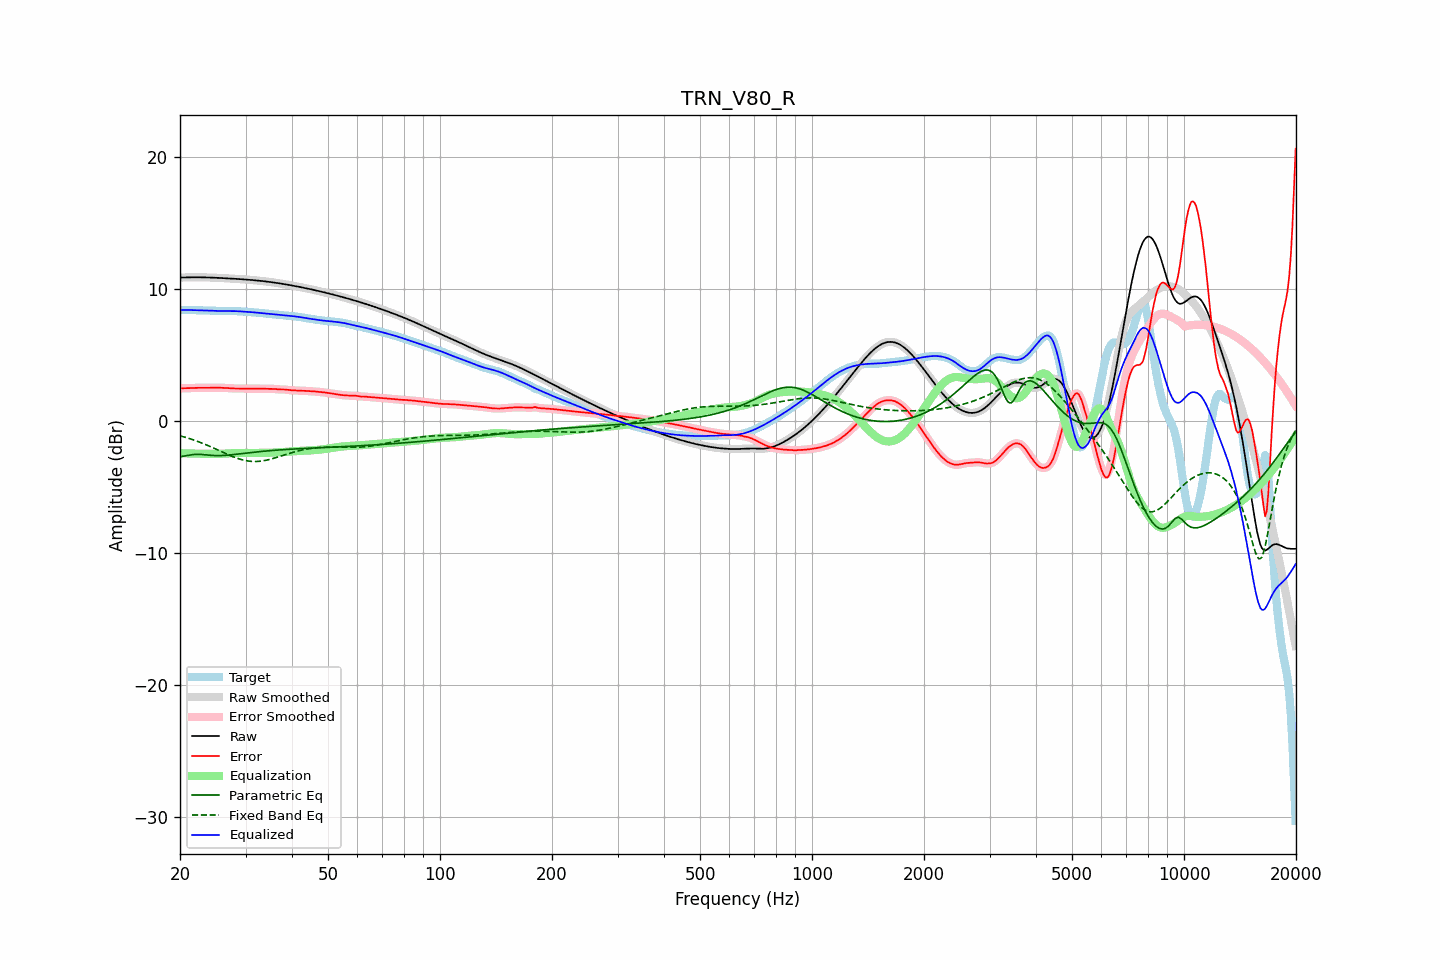 TRN_V80_R
Amplitude (dBr)
20
10
0
−10
−20
−30
Target
Raw Smoothed
Error Smoothed
Raw
Error
Equalization
Parametric Eq
Fixed Band Eq
Equalized
20 50 100 200 500 1000 2000 5000 10000 20000
Frequency (Hz)